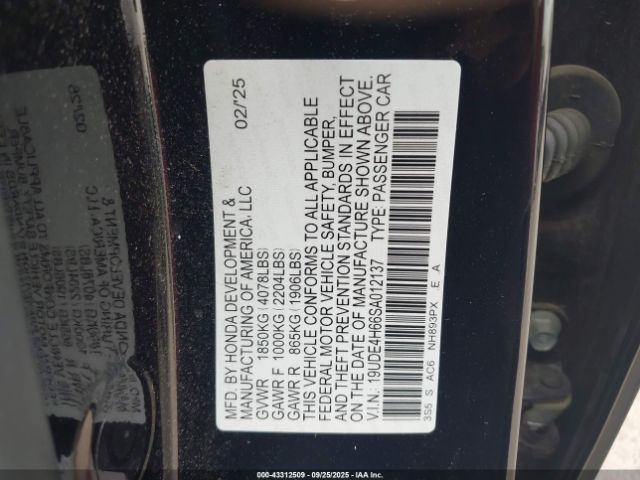 MFD. BY HONDA DEVELOPMENT & 02/'25
MANUFACTURING OF AMERICA, LLC
GVWR 1850KG (4078LBS)
GAWR F 1000KG (2204LBS)
GAWR R 865KG (1906LBS)
THIS VEHICLE CONFORMS TO ALL APPLICABLE
FEDERAL MOTOR VEHICLE SAFETY, BUMPER,
AND THEFT PREVENTION STANDARDS IN EFFECT
ON THE DATE OF MANUFACTURE SHOWN ABOVE.
V.I.N.: 19UDE4H66SA012137 TYPE: PASSENGER CAR
3S5 S AC6 NH893PX . E A
00-43312509 - 09/25/2025 - IAA Inc.